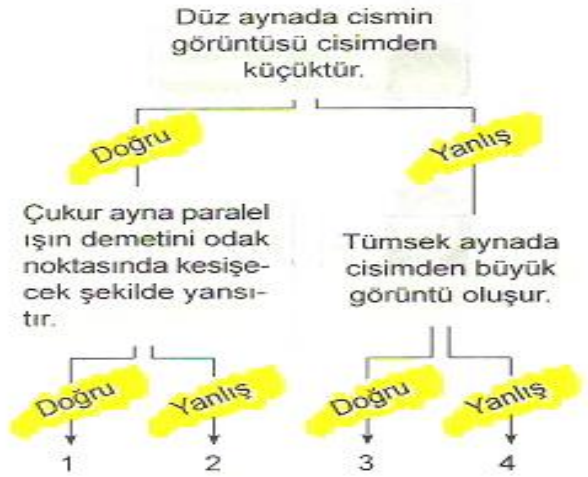 Düz aynada cismin
görüntüsü cisimden
küçüktür.
Doğru
Yanlış
Çukur ayna paralel
ışın demetini odak
noktasında kesişe-
cek şekilde yansı-
tır.
Tümsek aynada
cisimden büyük
görüntü oluşur.
Doğru
Yanlış
Doğru
Yanlış
1
2
3
4